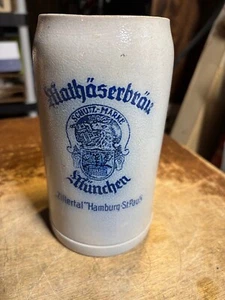 Mathäserbräu
SCHUTZ-MARKE
München
"Zillertal" Hamburg-St. Pauli